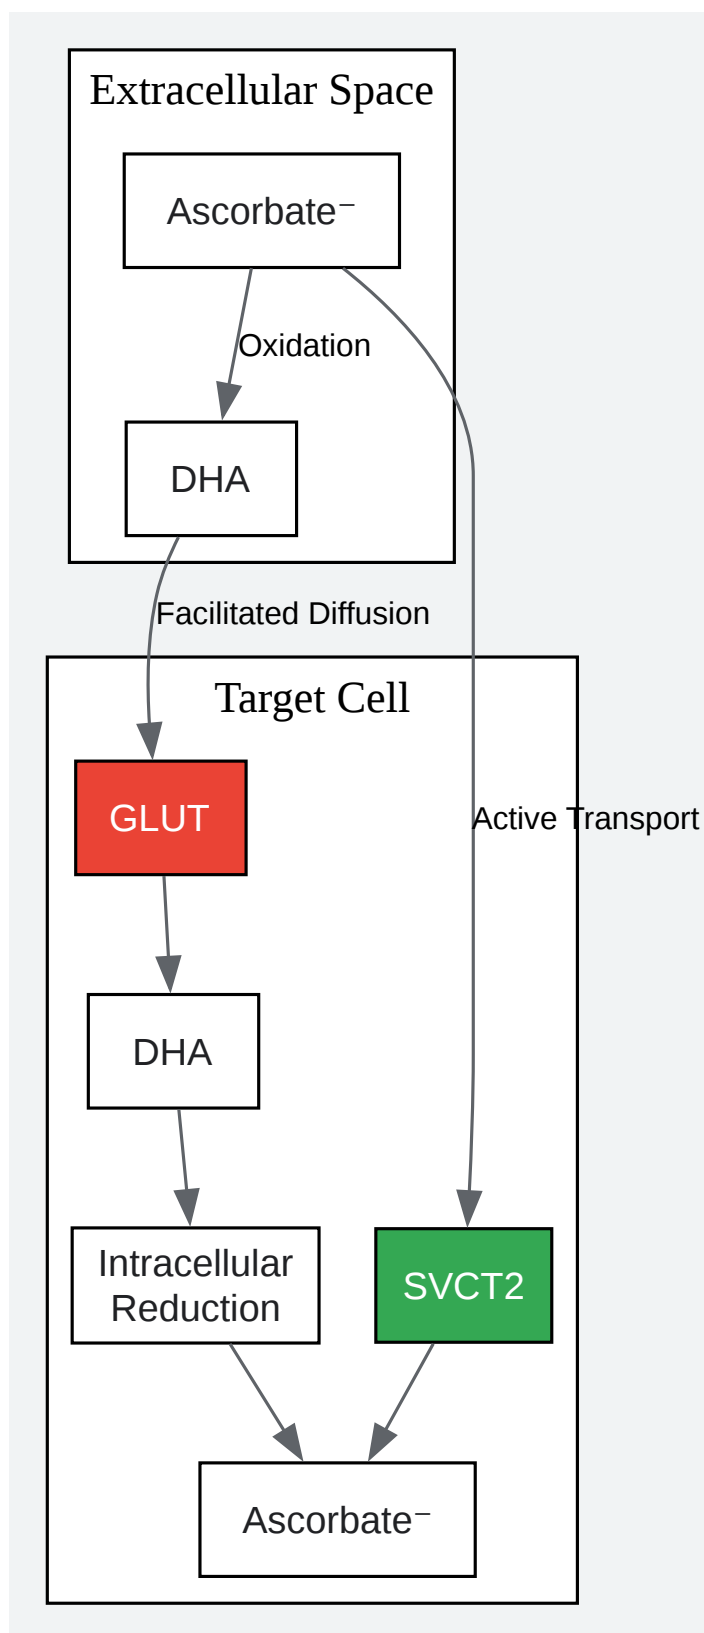 Extracellular Space
Ascorbate⁻
Oxidation
DHA
Facilitated Diffusion
Target Cell
GLUT
Active Transport
DHA
Intracellular
Reduction
SVCT2
Ascorbate⁻